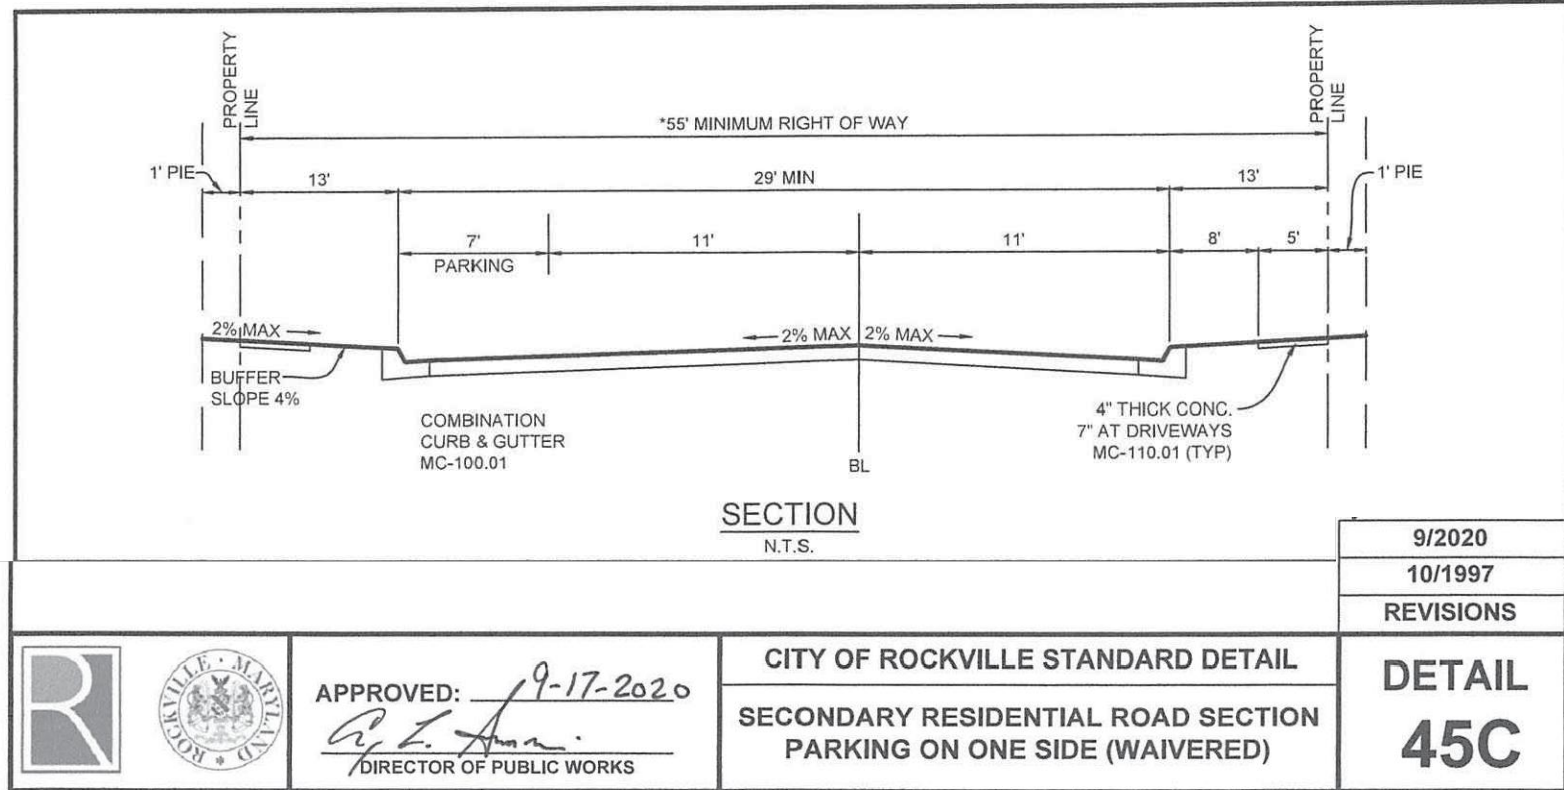 PROPERTY
LINE
PROPERTY
LINE
*55' MINIMUM RIGHT OF WAY
1' PIE
13'
29' MIN
13'
1' PIE
7'
PARKING
11'
11'
8'
5'
2% MAX
2% MAX
2% MAX
BUFFER
SLOPE 4%
COMBINATION
CURB & GUTTER
MC-100.01
BL
4" THICK CONC.
7" AT DRIVEWAYS
MC-110.01 (TYP)
SECTION
N.T.S.
9/2020
10/1997
REVISIONS
R
ROCKVILLE · MARYLAND
APPROVED: 9-17-2020
DIRECTOR OF PUBLIC WORKS
CITY OF ROCKVILLE STANDARD DETAIL
SECONDARY RESIDENTIAL ROAD SECTION
PARKING ON ONE SIDE (WAIVERED)
DETAIL
45C